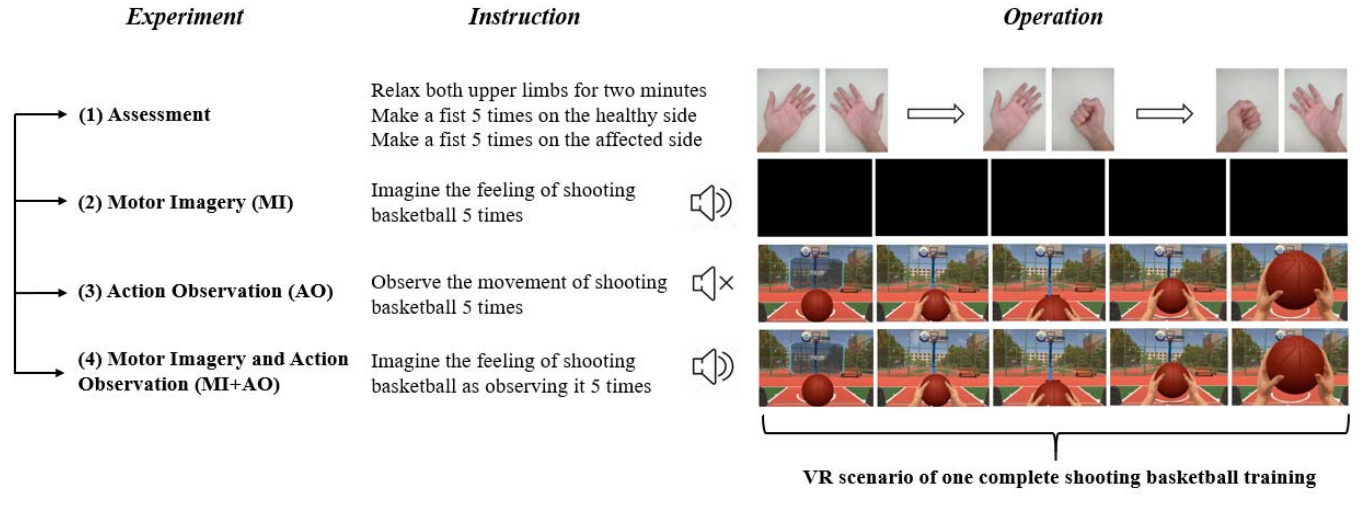 Experiment
Instruction
Operation
(1) Assessment
Relax both upper limbs for two minutes
Make a fist 5 times on the healthy side
Make a fist 5 times on the affected side
(2) Motor Imagery (MI)
Imagine the feeling of shooting
basketball 5 times
(3) Action Observation (AO)
Observe the movement of shooting
basketball 5 times
(4) Motor Imagery and Action
Observation (MI+AO)
Imagine the feeling of shooting
basketball as observing it 5 times
VR scenario of one complete shooting basketball training